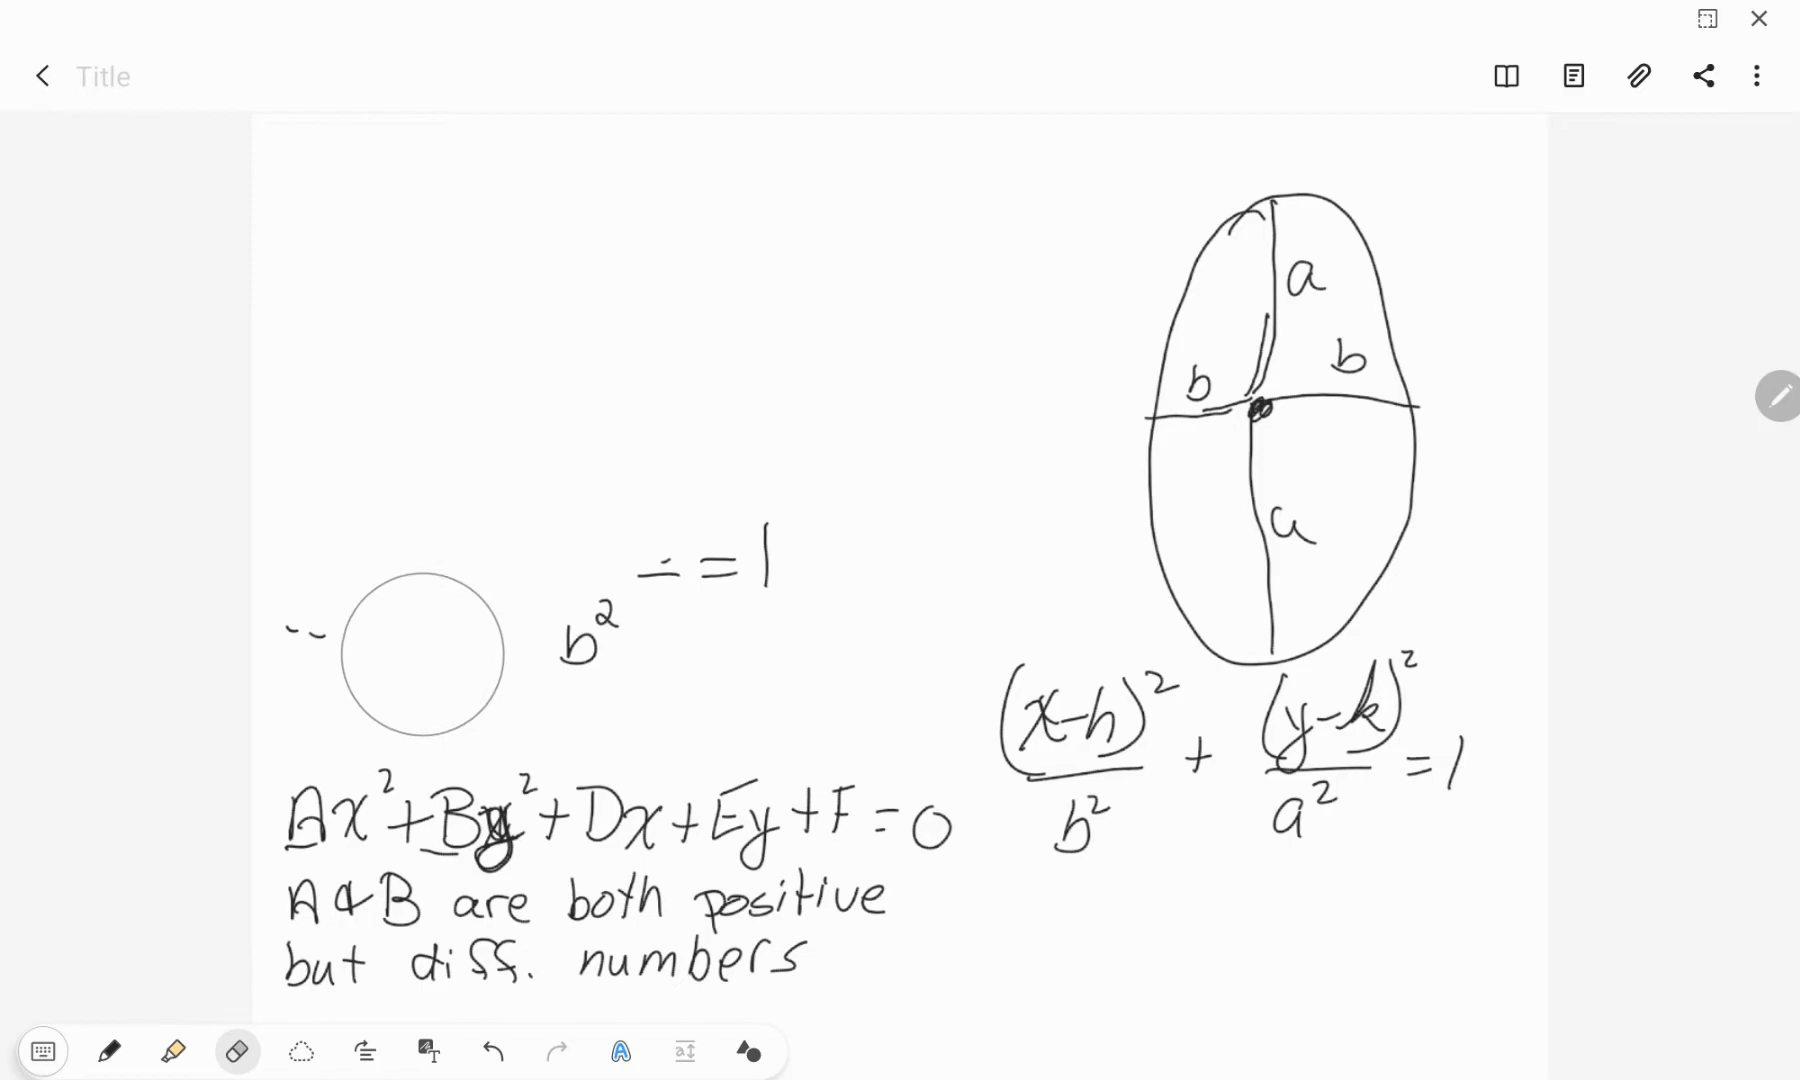 Title
a
b b
a
= 1
b²
(x-h)²/b² + (y-k)²/a² = 1
Ax² + By² + Dx + Ey + F = 0
A & B are both positive
but diff. numbers